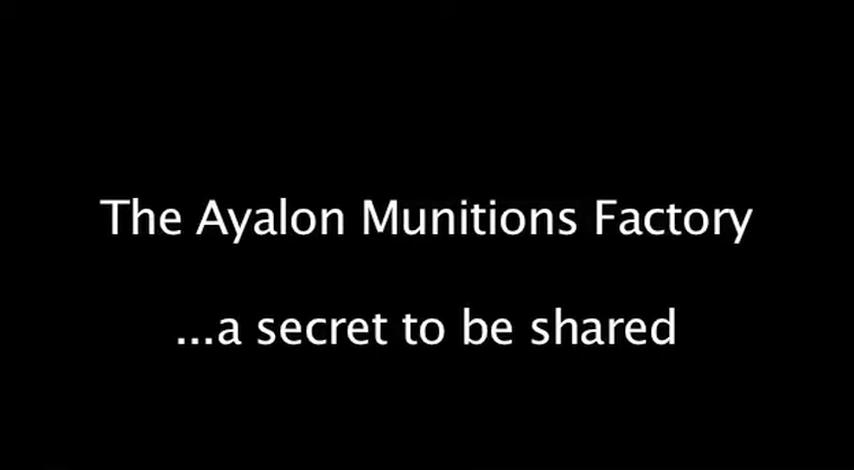 The Ayalon Munitions Factory
...a secret to be shared